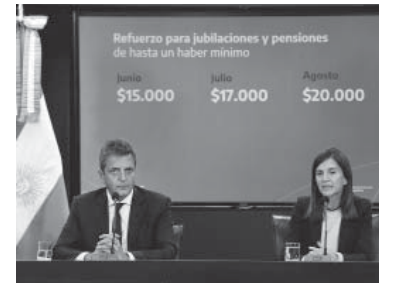 Refuerzo para jubilaciones y pensiones
de hasta un haber mínimo
Junio Julio Agosto
$15.000 $17.000 $20.000